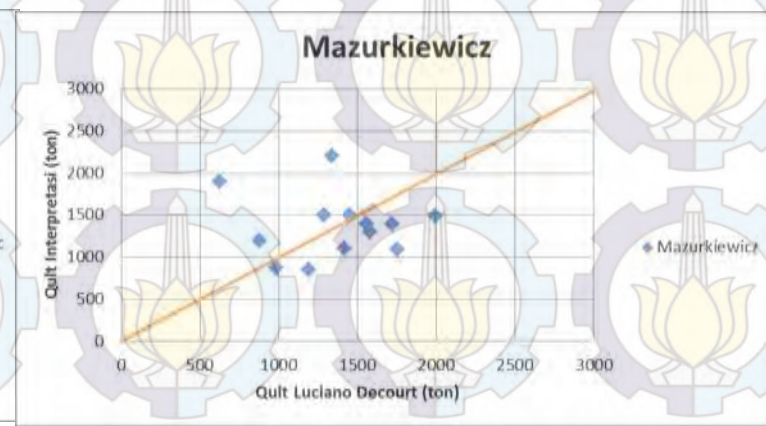 Mazurkiewicz
3000
2500
2000
1500
1000
500
0
Qult Interpretasi (ton)
0 500 1000 1500 2000 2500 3000
Qult Luciano Decourt (ton)
Mazurkiewicz